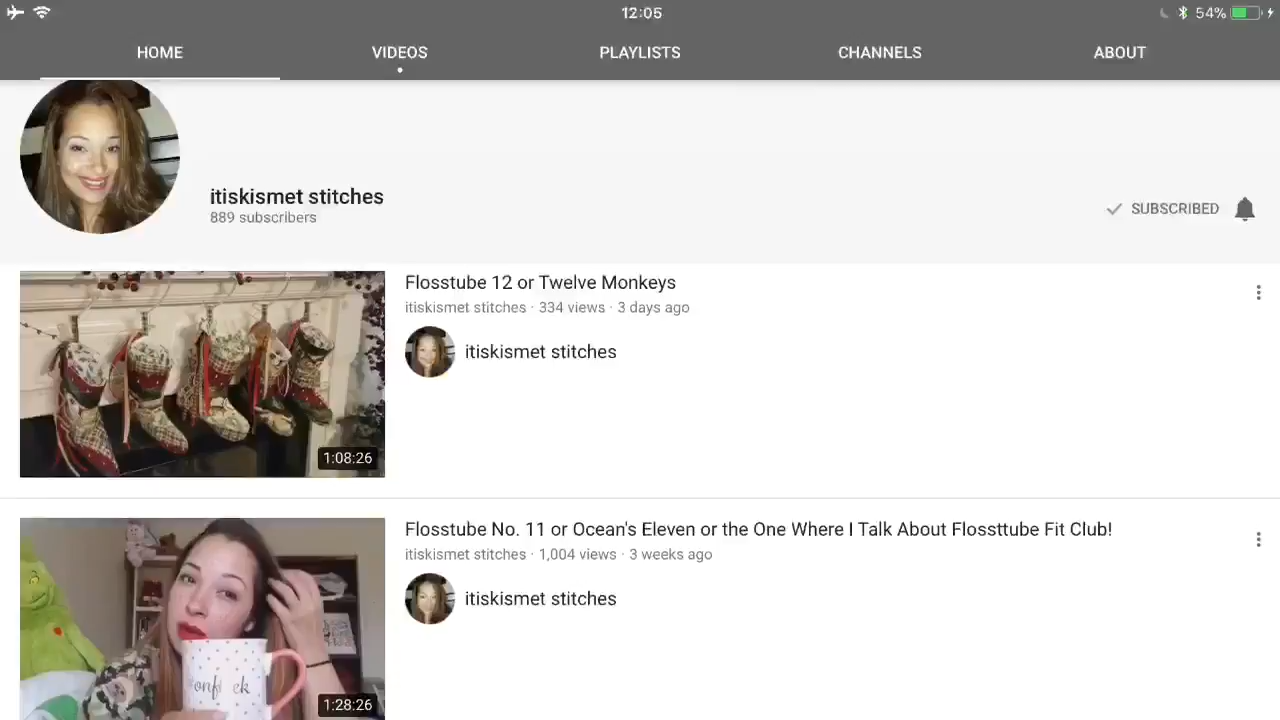 12:05
54%
HOME
VIDEOS
PLAYLISTS
CHANNELS
ABOUT
itiskismet stitches
889 subscribers
SUBSCRIBED
Flosstube 12 or Twelve Monkeys
itiskismet stitches · 334 views · 3 days ago
itiskismet stitches
1:08:26
Flosstube No. 11 or Ocean's Eleven or the One Where I Talk About Flossttube Fit Club!
itiskismet stitches · 1,004 views · 3 weeks ago
itiskismet stitches
1:28:26